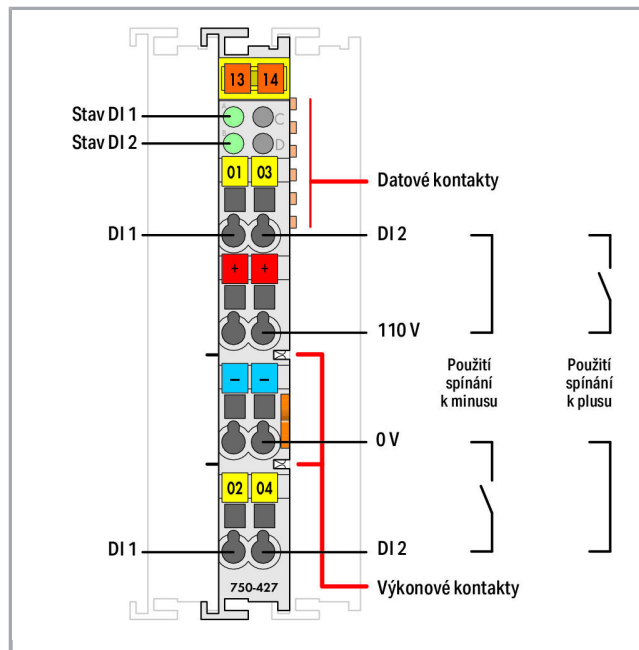 13 14
Stav DI 1
A
C
Stav DI 2
B
D
01 03
Datové kontakty
DI 1
DI 2
+ +
110 V
Použití
spínání
k minusu
Použití
spínání
k plusu
− −
0 V
02 04
DI 1
DI 2
750-427
Výkonové kontakty